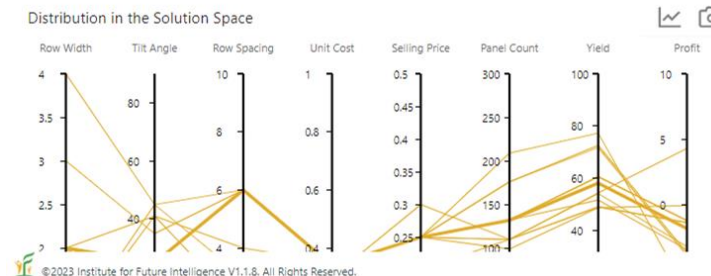 Distribution in the Solution Space
Row Width Tilt Angle Row Spacing Unit Cost Selling Price Panel Count Yield Profit
4 10 1 0.5 300 100 10
80
3.5 8 0.8 0.45 250 80 5
0.4
3 60 6 0.6 0.35 200 60 0
2.5 0.3 150
40 40
2 4 0.4 0.25 100
©2023 Institute for Future Intelligence V1.1.8. All Rights Reserved.